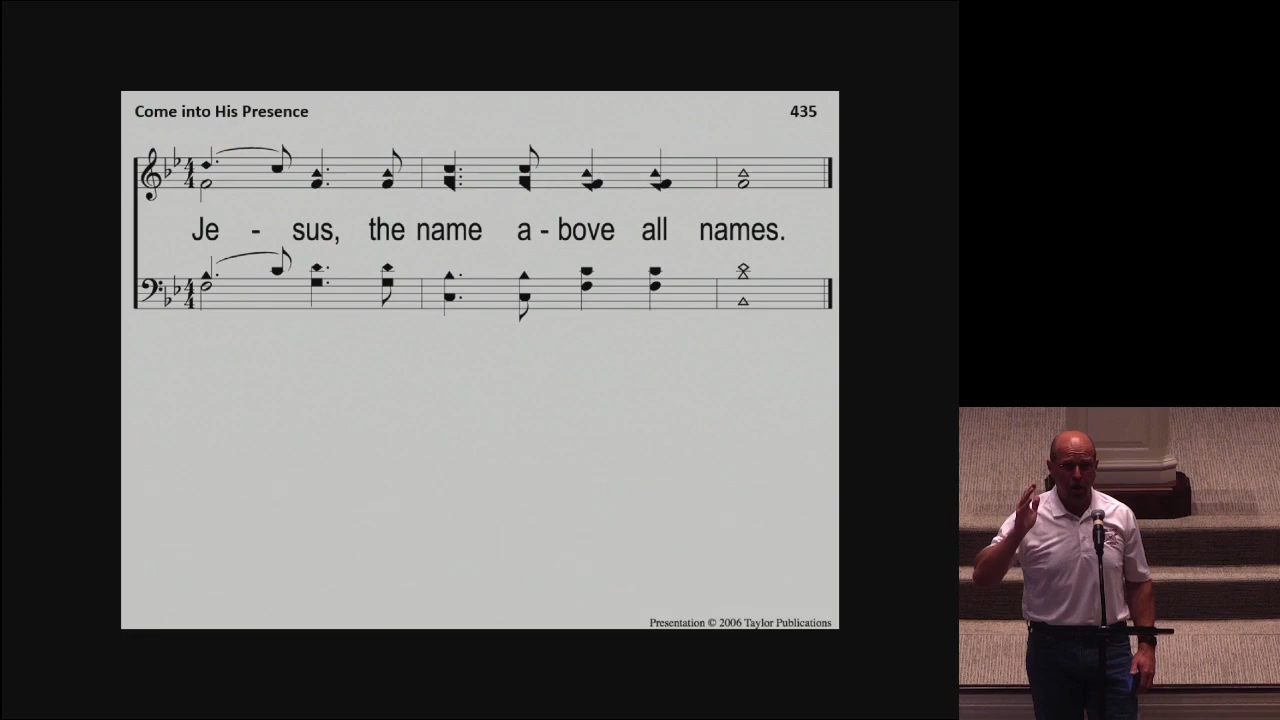 Come into His Presence 435
Je - sus, the name a - bove all names.
Presentation © 2006 Taylor Publications